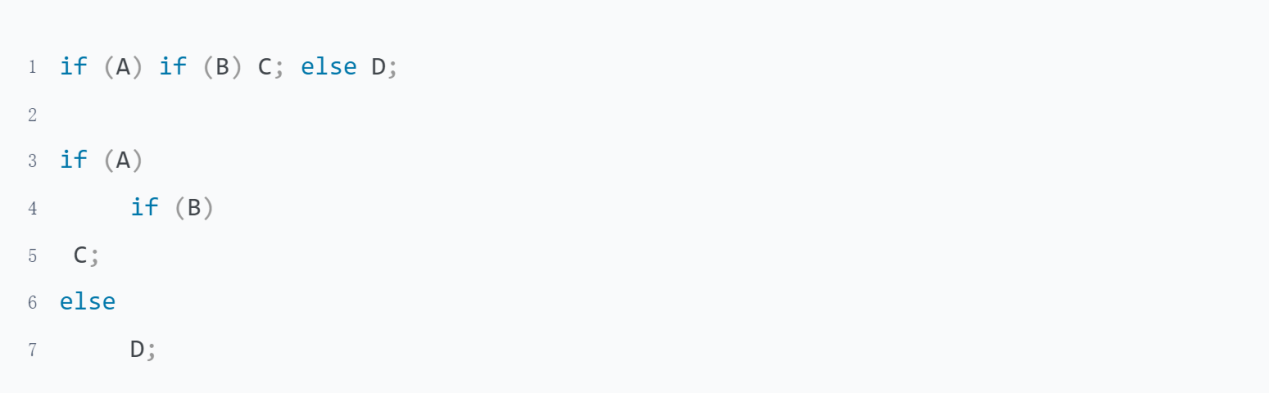 1 if (A) if (B) C; else D;
2
3 if (A)
4      if (B)
5  C;
6 else
7      D;